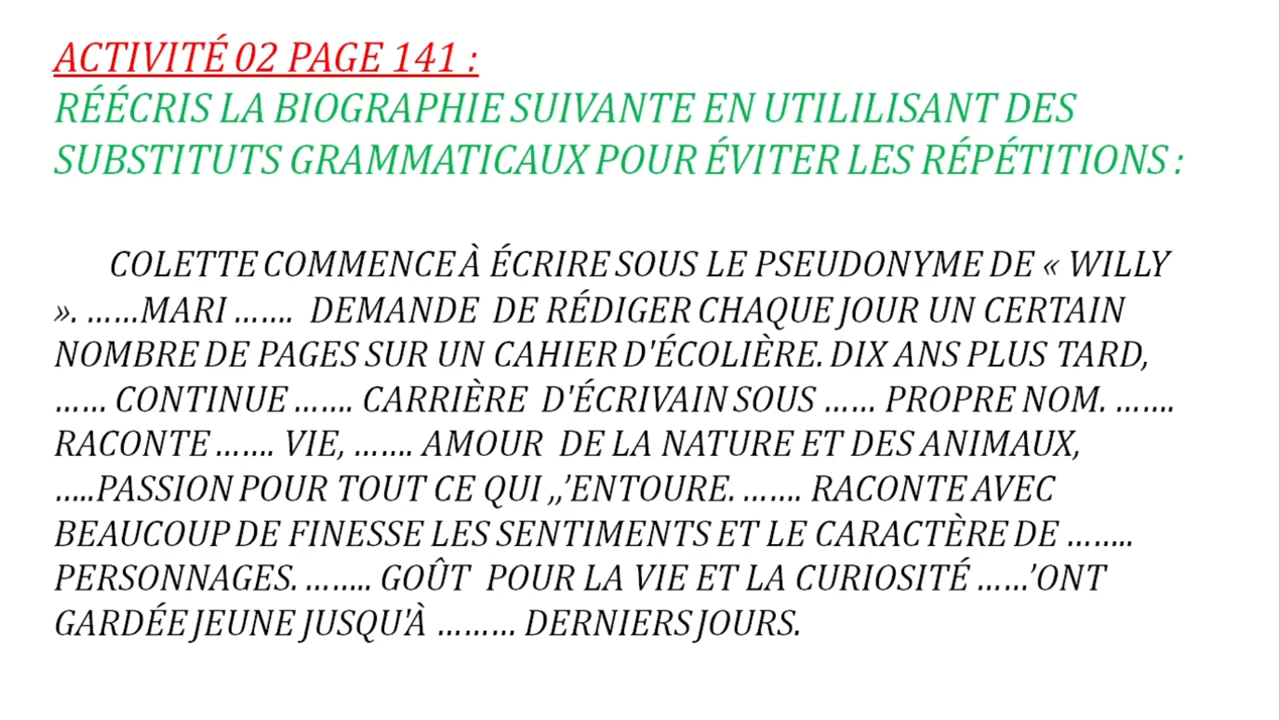 ACTIVITÉ 02 PAGE 141 :
RÉÉCRIS LA BIOGRAPHIE SUIVANTE EN UTILILISANT DES
SUBSTITUTS GRAMMATICAUX POUR ÉVITER LES RÉPÉTITIONS :
COLETTE COMMENCE À ÉCRIRE SOUS LE PSEUDONYME DE « WILLY
». ……MARI ……. DEMANDE DE RÉDIGER CHAQUE JOUR UN CERTAIN
NOMBRE DE PAGES SUR UN CAHIER D'ÉCOLIÈRE. DIX ANS PLUS TARD,
…… CONTINUE ……. CARRIÈRE D'ÉCRIVAIN SOUS …… PROPRE NOM. …….
RACONTE ……. VIE, ……. AMOUR DE LA NATURE ET DES ANIMAUX,
…..PASSION POUR TOUT CE QUI ,,’ENTOURE. ……. RACONTE AVEC
BEAUCOUP DE FINESSE LES SENTIMENTS ET LE CARACTÈRE DE ……..
PERSONNAGES. …….. GOÛT POUR LA VIE ET LA CURIOSITÉ ……’ONT
GARDÉE JEUNE JUSQU'À ……… DERNIERS JOURS.